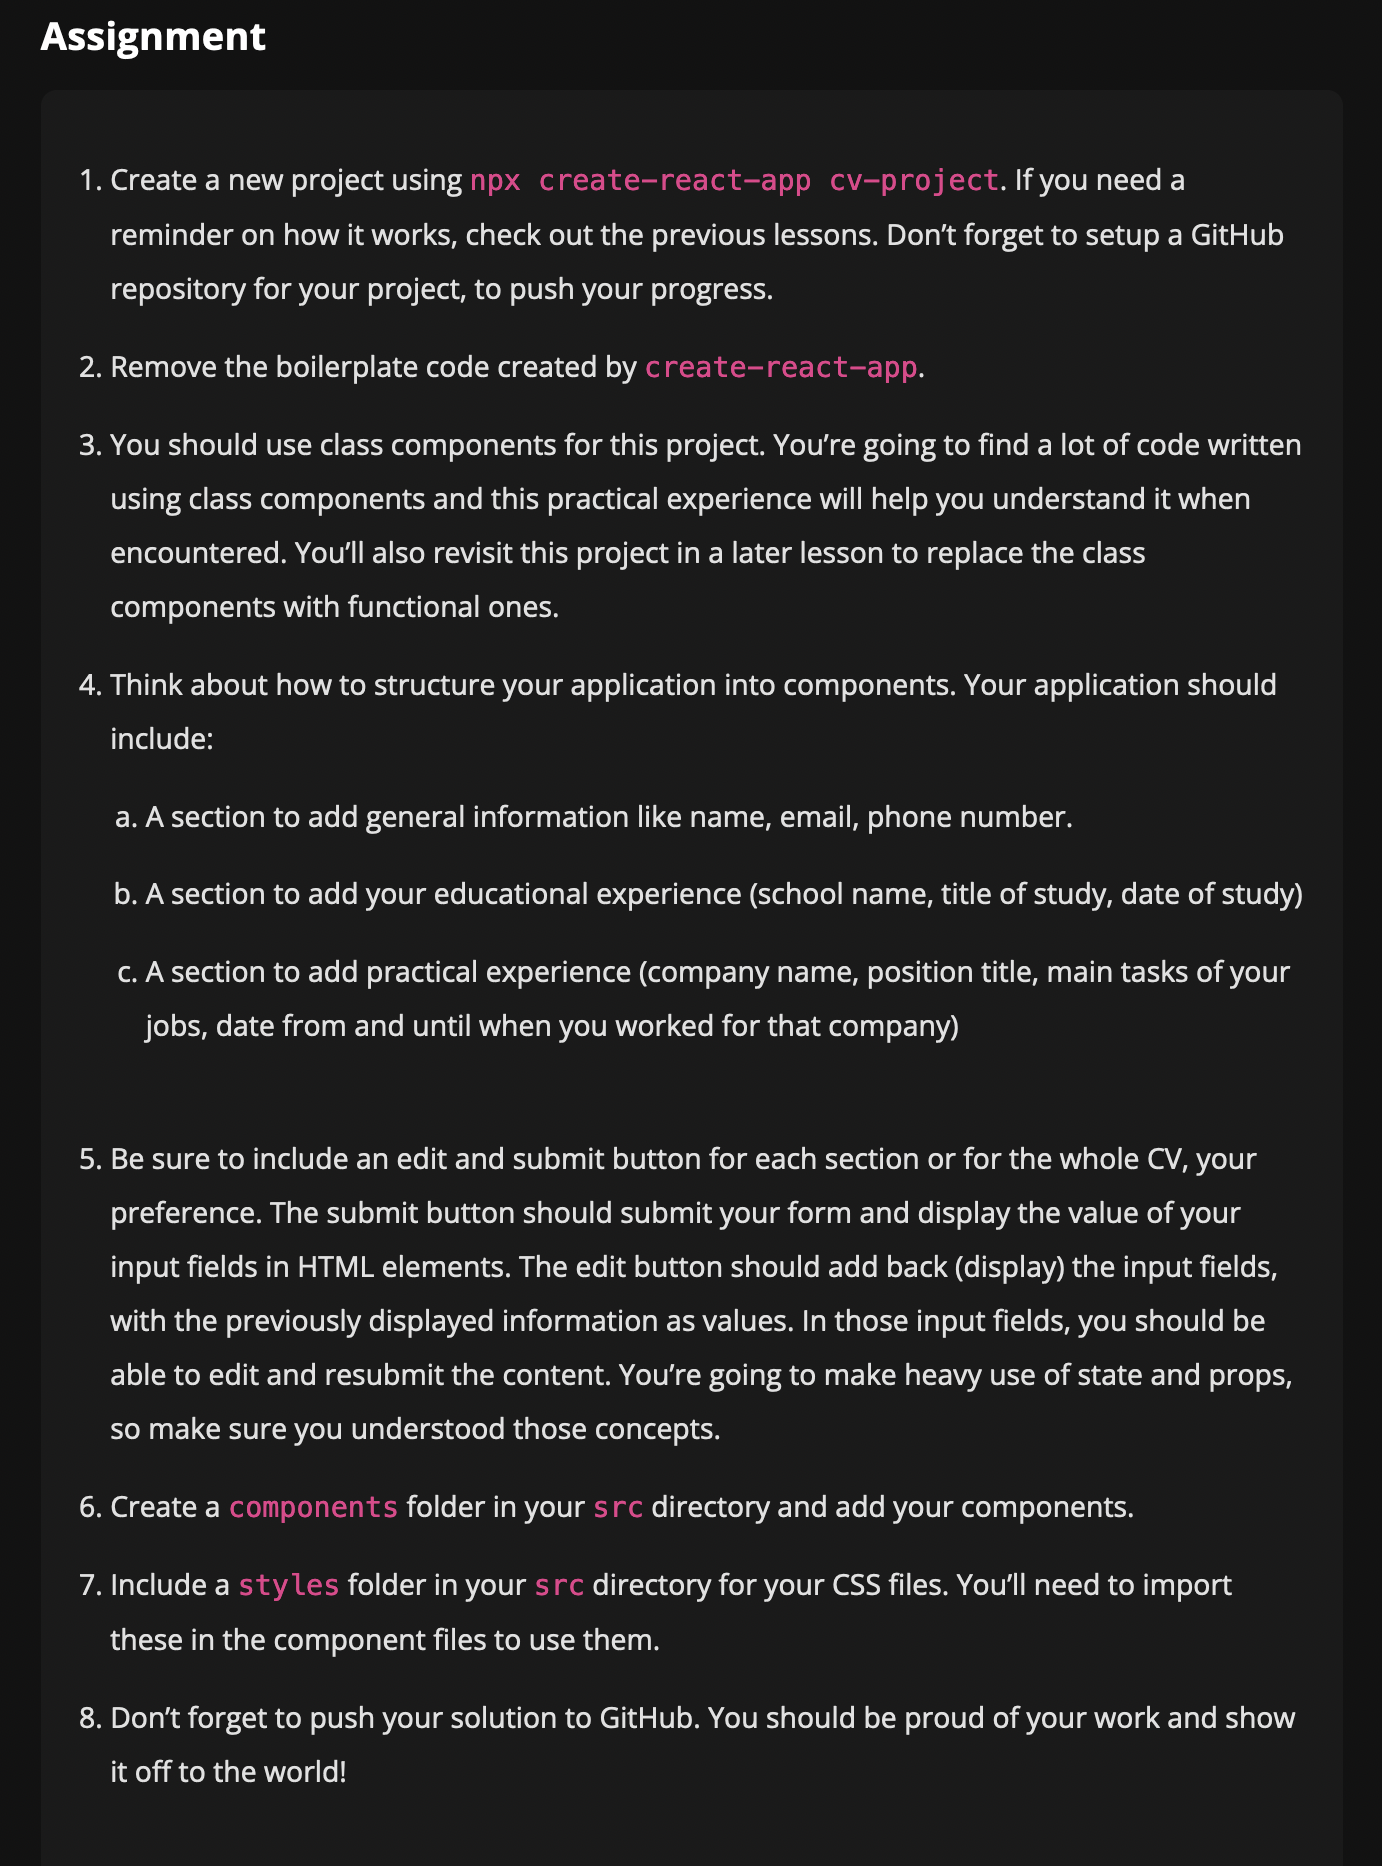 Assignment
1. Create a new project using npx create-react-app cv-project. If you need a
reminder on how it works, check out the previous lessons. Don’t forget to setup a GitHub
repository for your project, to push your progress.
2. Remove the boilerplate code created by create-react-app.
3. You should use class components for this project. You’re going to find a lot of code written
using class components and this practical experience will help you understand it when
encountered. You’ll also revisit this project in a later lesson to replace the class
components with functional ones.
4. Think about how to structure your application into components. Your application should
include:
a. A section to add general information like name, email, phone number.
b. A section to add your educational experience (school name, title of study, date of study)
c. A section to add practical experience (company name, position title, main tasks of your
jobs, date from and until when you worked for that company)
5. Be sure to include an edit and submit button for each section or for the whole CV, your
preference. The submit button should submit your form and display the value of your
input fields in HTML elements. The edit button should add back (display) the input fields,
with the previously displayed information as values. In those input fields, you should be
able to edit and resubmit the content. You’re going to make heavy use of state and props,
so make sure you understood those concepts.
6. Create a components folder in your src directory and add your components.
7. Include a styles folder in your src directory for your CSS files. You’ll need to import
these in the component files to use them.
8. Don’t forget to push your solution to GitHub. You should be proud of your work and show
it off to the world!